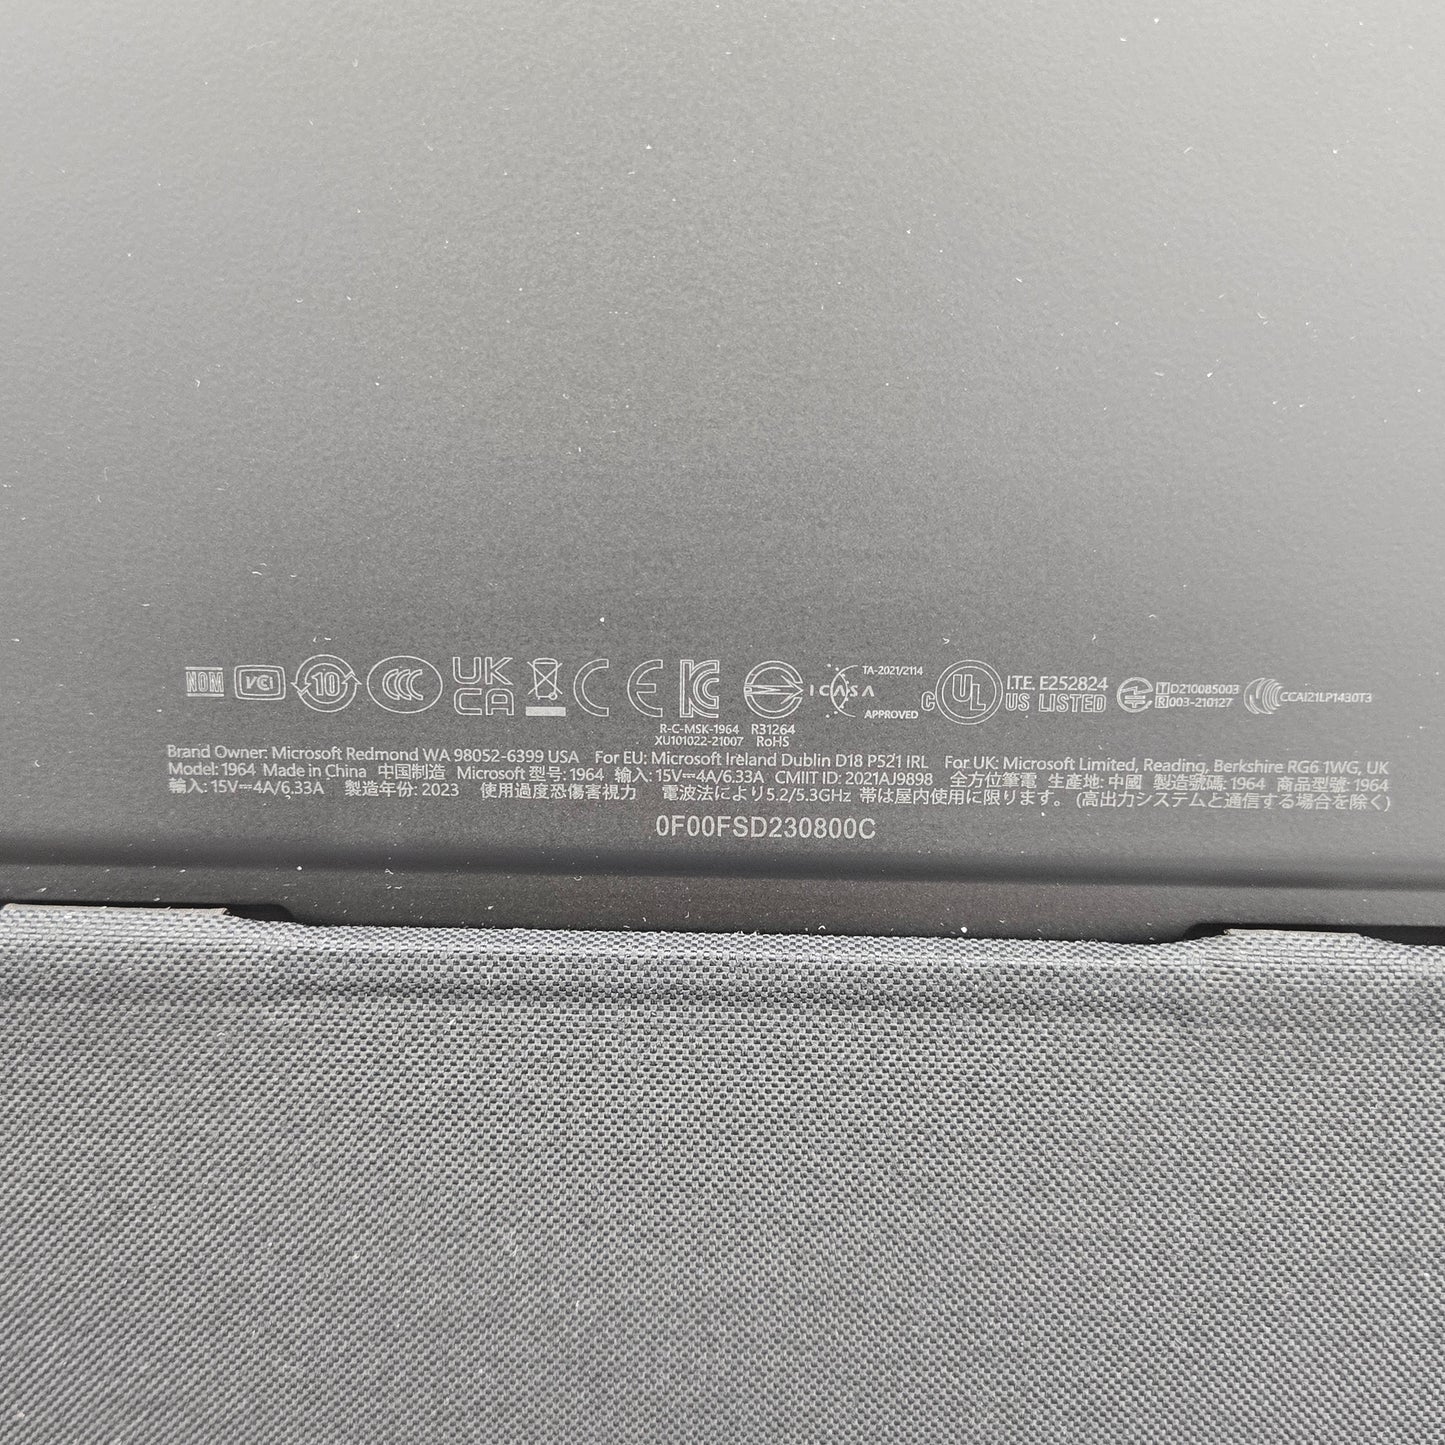 NOM VCI 10 CCC UK CA CE KC ICASA TA-2021/2114 APPROVED c UL US LISTED I.T.E. E252824 T D210085003 R 003-210127 CCAI21LP1430T3
R-C-MSK-1964 R31264
XU101022-21007 RoHS
Brand Owner: Microsoft Redmond WA 98052-6399 USA For EU: Microsoft Ireland Dublin D18 P521 IRL For UK: Microsoft Limited, Reading, Berkshire RG6 1WG, UK
Model: 1964 Made in China 中国制造 Microsoft 型号: 1964 输入: 15V⎓4A/6.33A CMIIT ID: 2021AJ9898 全方位筆電 生產地: 中國 製造號碼: 1964 商品型號: 1964
輸入: 15V⎓4A/6.33A 製造年份: 2023 使用過度恐傷害視力 電波法により5.2/5.3GHz 帯は屋内使用に限ります。 (高出力システムと通信する場合を除く)
0F00FSD230800C